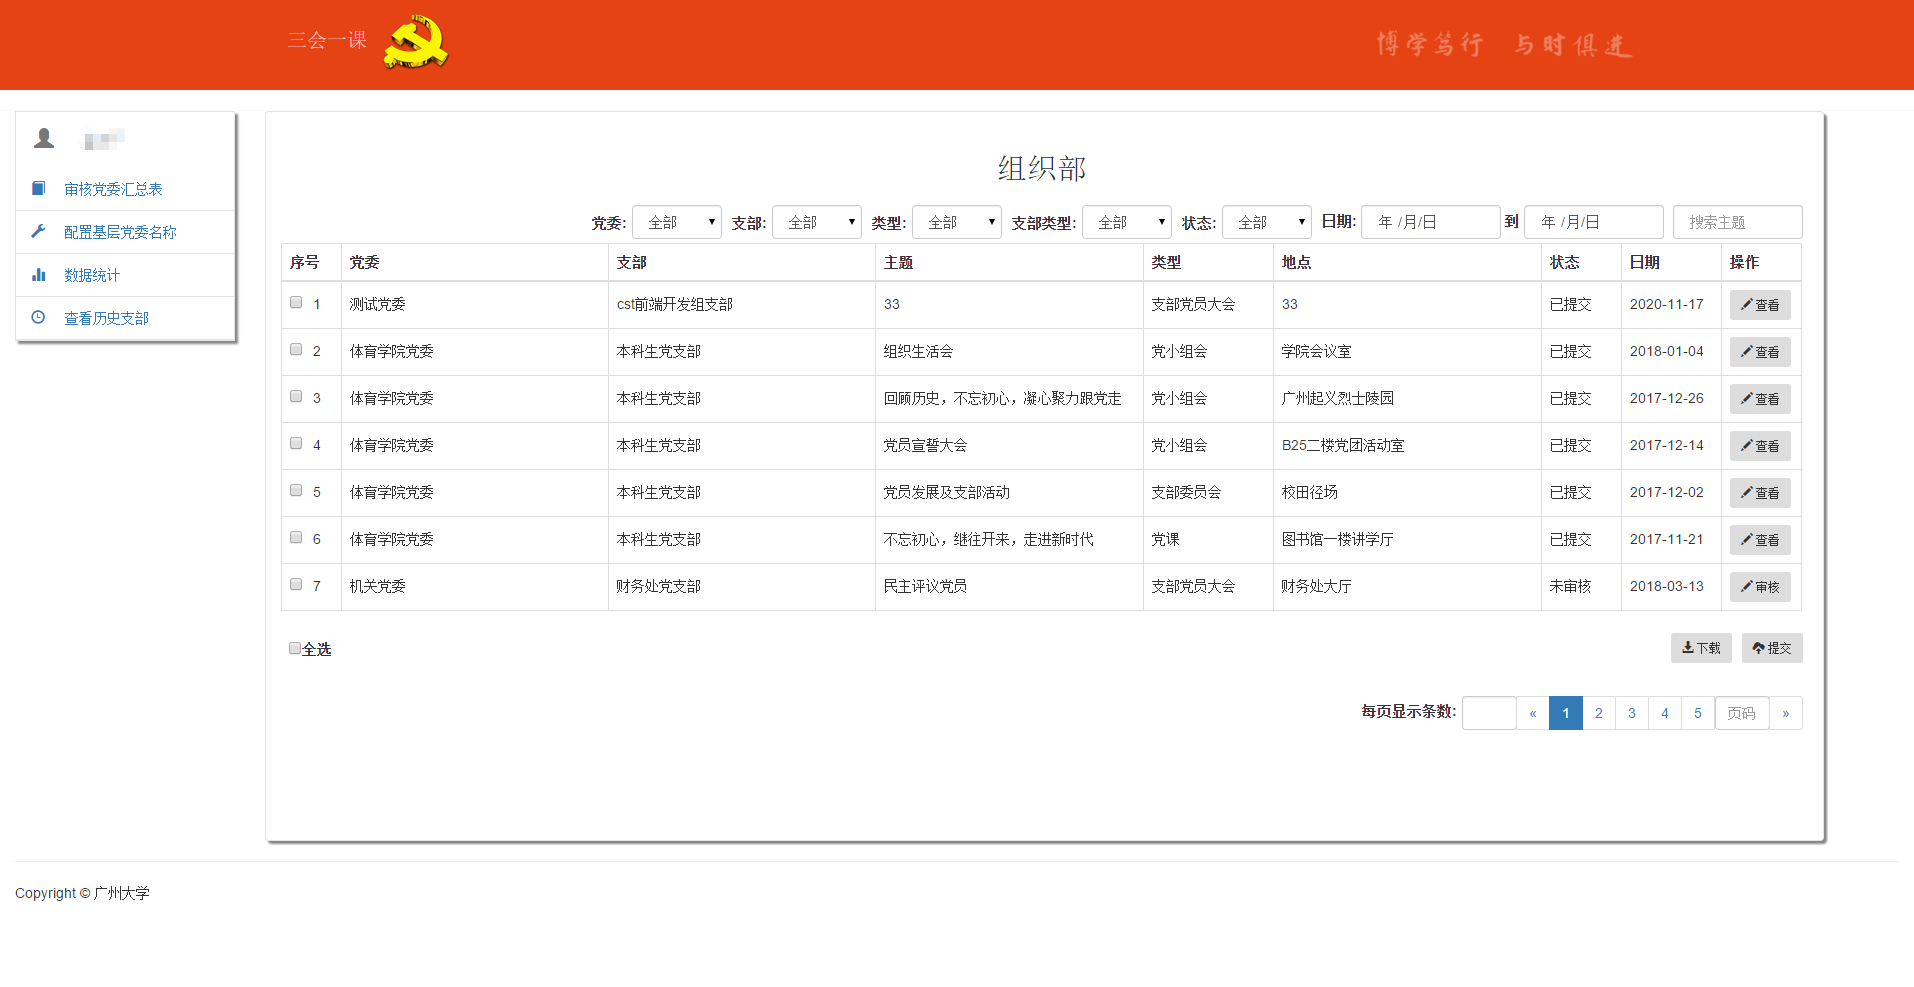 三会一课
博学笃行 与时俱进
审核党委汇总表
配置基层党委名称
数据统计
查看历史支部
组织部
党委: 全部 支部: 全部 类型: 全部 支部类型: 全部 状态: 全部 日期: 年 /月/日 到 年 /月/日 搜索主题
序号 党委 支部 主题 类型 地点 状态 日期 操作
1 测试党委 cst前端开发组支部 33 支部党员大会 33 已提交 2020-11-17 查看
2 体育学院党委 本科生党支部 组织生活会 党小组会 学院会议室 已提交 2018-01-04 查看
3 体育学院党委 本科生党支部 回顾历史，不忘初心，凝心聚力跟党走 党小组会 广州起义烈士陵园 已提交 2017-12-26 查看
4 体育学院党委 本科生党支部 党员宣誓大会 党小组会 B25二楼党团活动室 已提交 2017-12-14 查看
5 体育学院党委 本科生党支部 党员发展及支部活动 支部委员会 校田径场 已提交 2017-12-02 查看
6 体育学院党委 本科生党支部 不忘初心，继往开来，走进新时代 党课 图书馆一楼讲学厅 已提交 2017-11-21 查看
7 机关党委 财务处党支部 民主评议党员 支部党员大会 财务处大厅 未审核 2018-03-13 审核
全选 下载 提交
每页显示条数: « 1 2 3 4 5 页码 »
Copyright © 广州大学